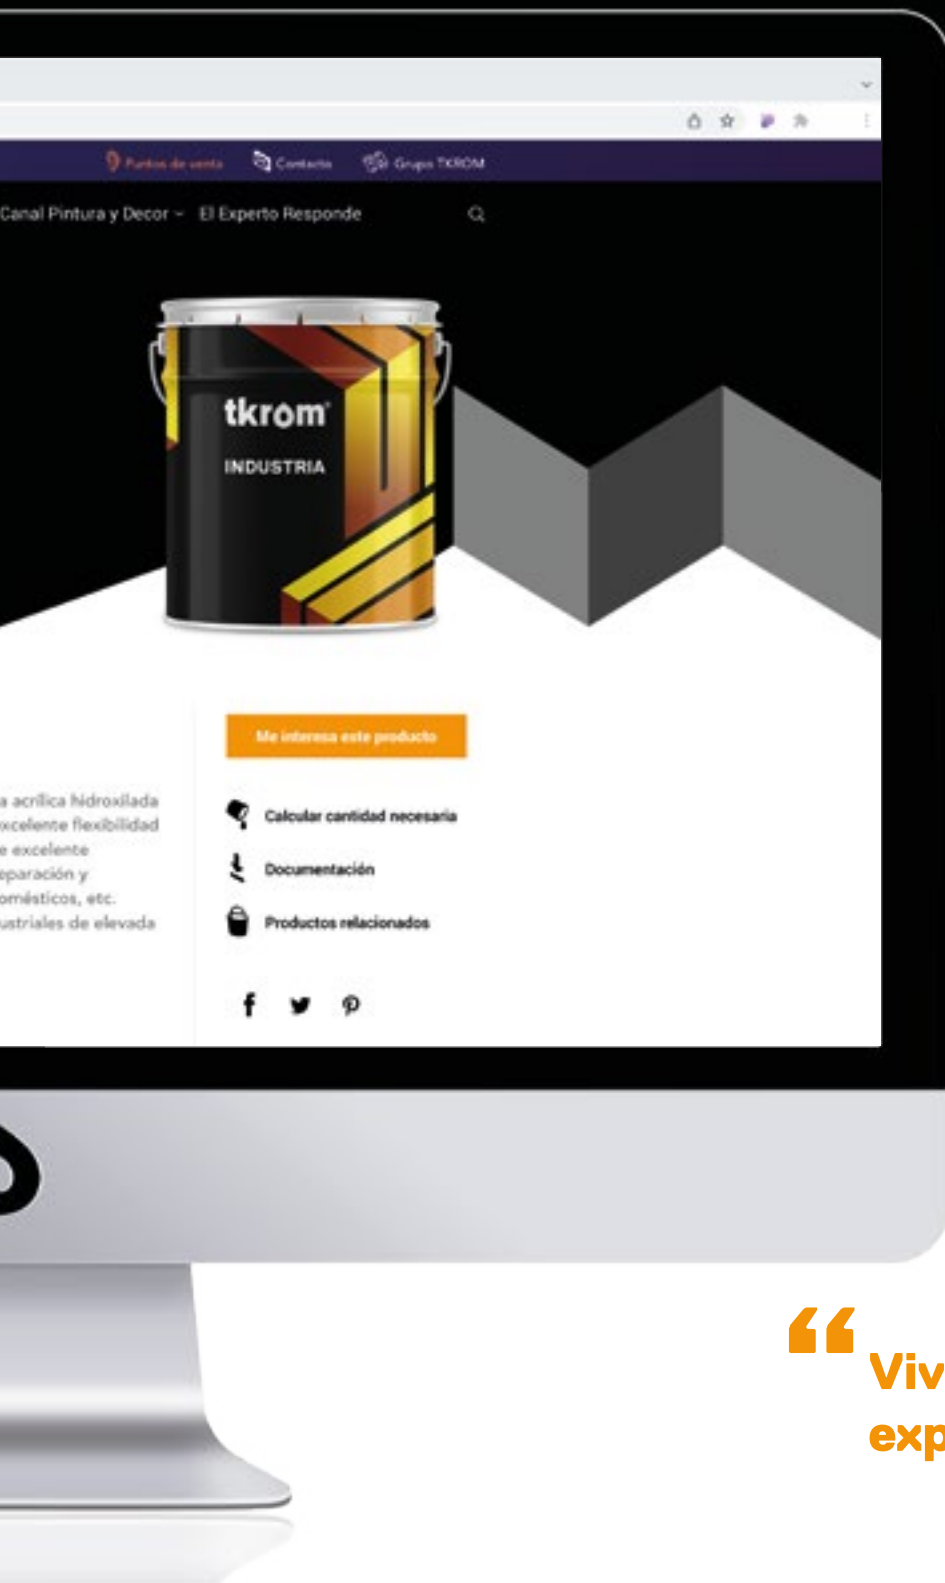 Puntos de venta Contacto Grupo TKROM
Canal Pintura y Decor El Experto Responde
tkrom®
INDUSTRIA
Me interesa este producto
a acrílica hidroxilada
xcelente flexibilidad
e excelente
eparación y
omésticos, etc.
ustriales de elevada
Calcular cantidad necesaria
Documentación
Productos relacionados
“ Viv
exp